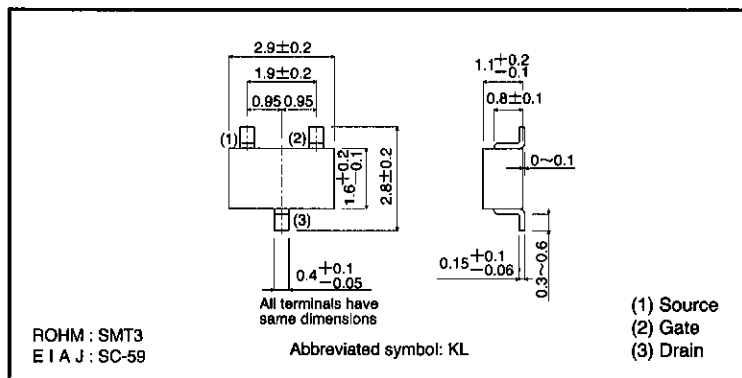 2.9±0.2
1.9±0.2
0.95 0.95
(1) (2)
1.6+0.2−0.1
2.8±0.2
(3)
0.4+0.1−0.05
All terminals have
same dimensions
1.1+0.2−0.1
0.8±0.1
0~0.1
0.15+0.1−0.06
0.3~0.6
ROHM : SMT3
E I A J : SC-59
Abbreviated symbol: KL
(1) Source
(2) Gate
(3) Drain